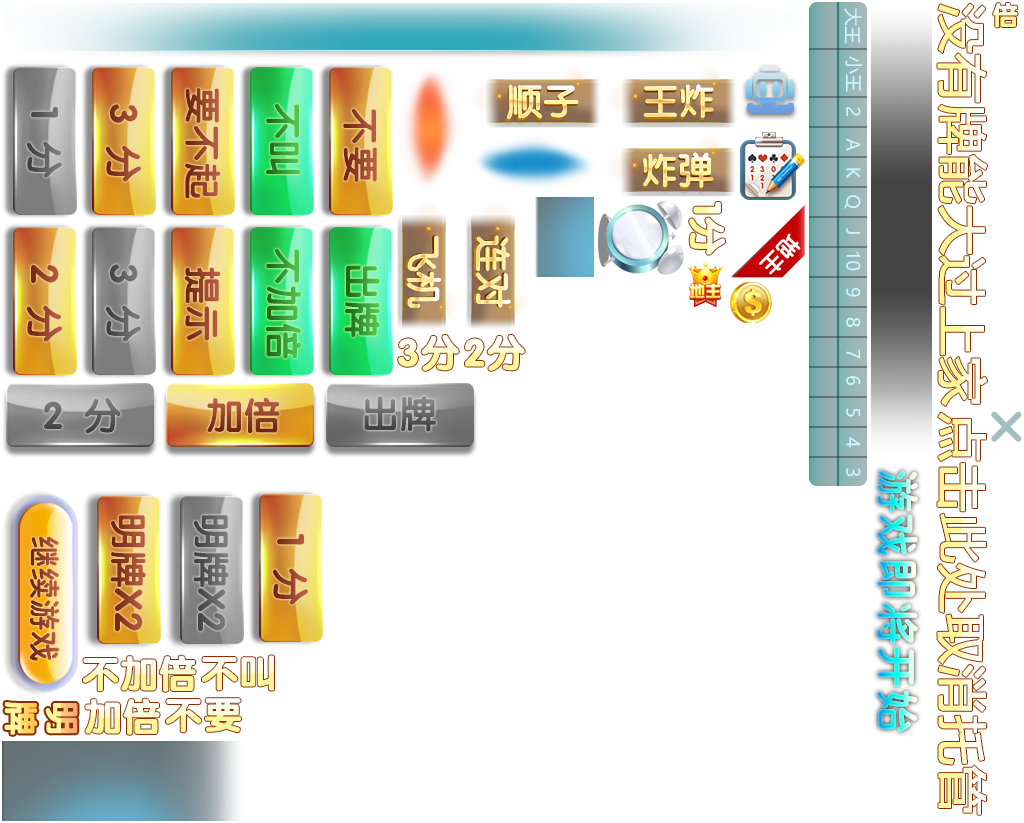 1分
3分
要不起
不叫
不要
顺子
王炸
炸弹
2分
3分
提示
不加倍
出牌
飞机
连对
1分
地主
地主
3分
2分
2分
加倍
出牌
继续游戏
明牌X2
明牌X2
1分
不加倍
不叫
明牌
加倍
不要
大王
小王
2
A
K
Q
J
10
9
8
7
6
5
4
3
游戏即将开始
没有牌能大过上家
点击此处取消托管